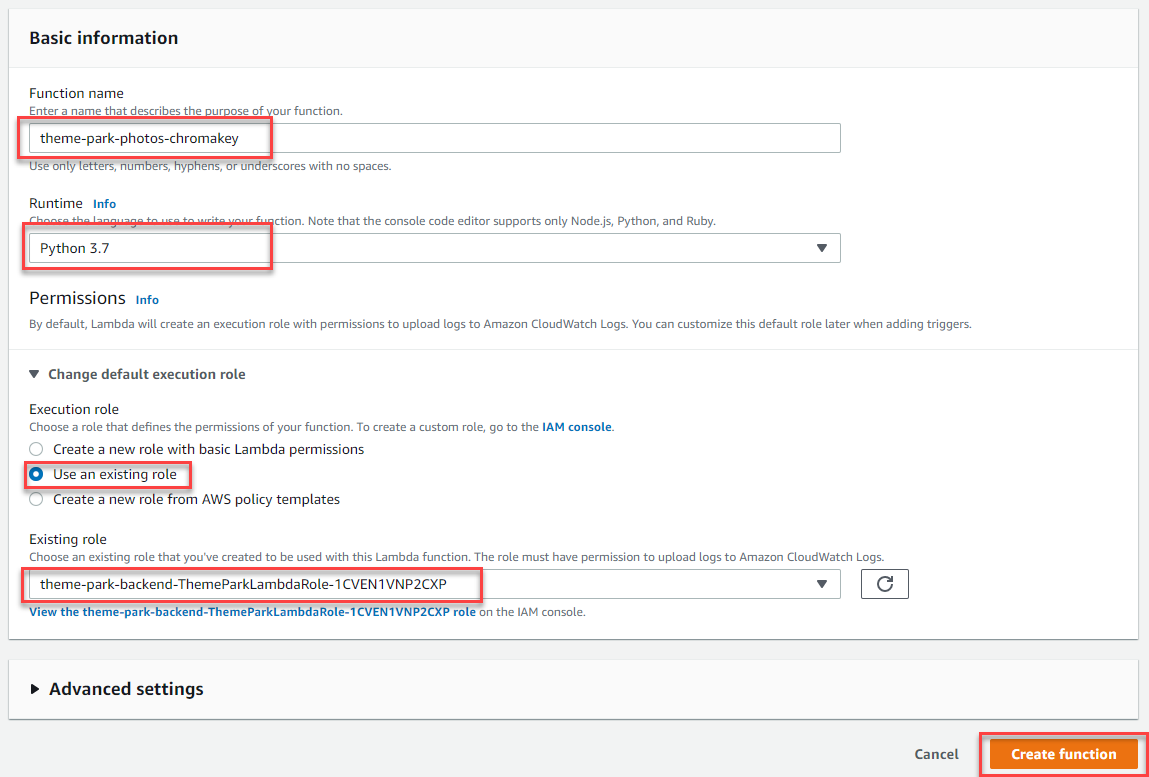 Basic information
Function name
Enter a name that describes the purpose of your function.
theme-park-photos-chromakey
Use only letters, numbers, hyphens, or underscores with no spaces.
Runtime Info
Choose the language to use to write your function. Note that the console code editor supports only Node.js, Python, and Ruby.
Python 3.7
Permissions Info
By default, Lambda will create an execution role with permissions to upload logs to Amazon CloudWatch Logs. You can customize this default role later when adding triggers.
Change default execution role
Execution role
Choose a role that defines the permissions of your function. To create a custom role, go to the IAM console.
Create a new role with basic Lambda permissions
Use an existing role
Create a new role from AWS policy templates
Existing role
Choose an existing role that you've created to be used with this Lambda function. The role must have permission to upload logs to Amazon CloudWatch Logs.
theme-park-backend-ThemeParkLambdaRole-1CVEN1VNP2CXP
View the theme-park-backend-ThemeParkLambdaRole-1CVEN1VNP2CXP role on the IAM console.
Advanced settings
Cancel Create function